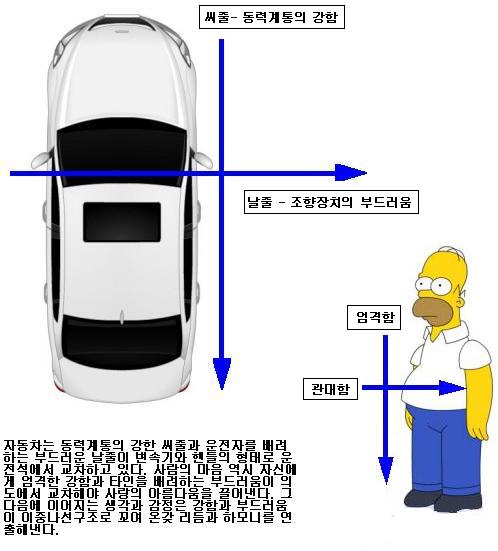 씨줄- 동력계통의 강함
날줄 - 조향장치의 부드러움
엄격함
관대함
자동차는 동력계통의 강한 씨줄과 운전자를 배려
하는 부드러운 날줄이 변속기와 핸들의 형태로 운
전석에서 교차하고 있다. 사람의 마음 역시 자신에
게 엄격한 강함과 타인을 배려하는 부드러움이 의
도에서 교차해야 사랑의 아름다움을 끌어낸다. 그
다음에 이어지는 생각과 감정은 강함과 부드러움
이 이중나선구조로 꼬여 온갖 리듬과 하모니를 연
출해낸다.